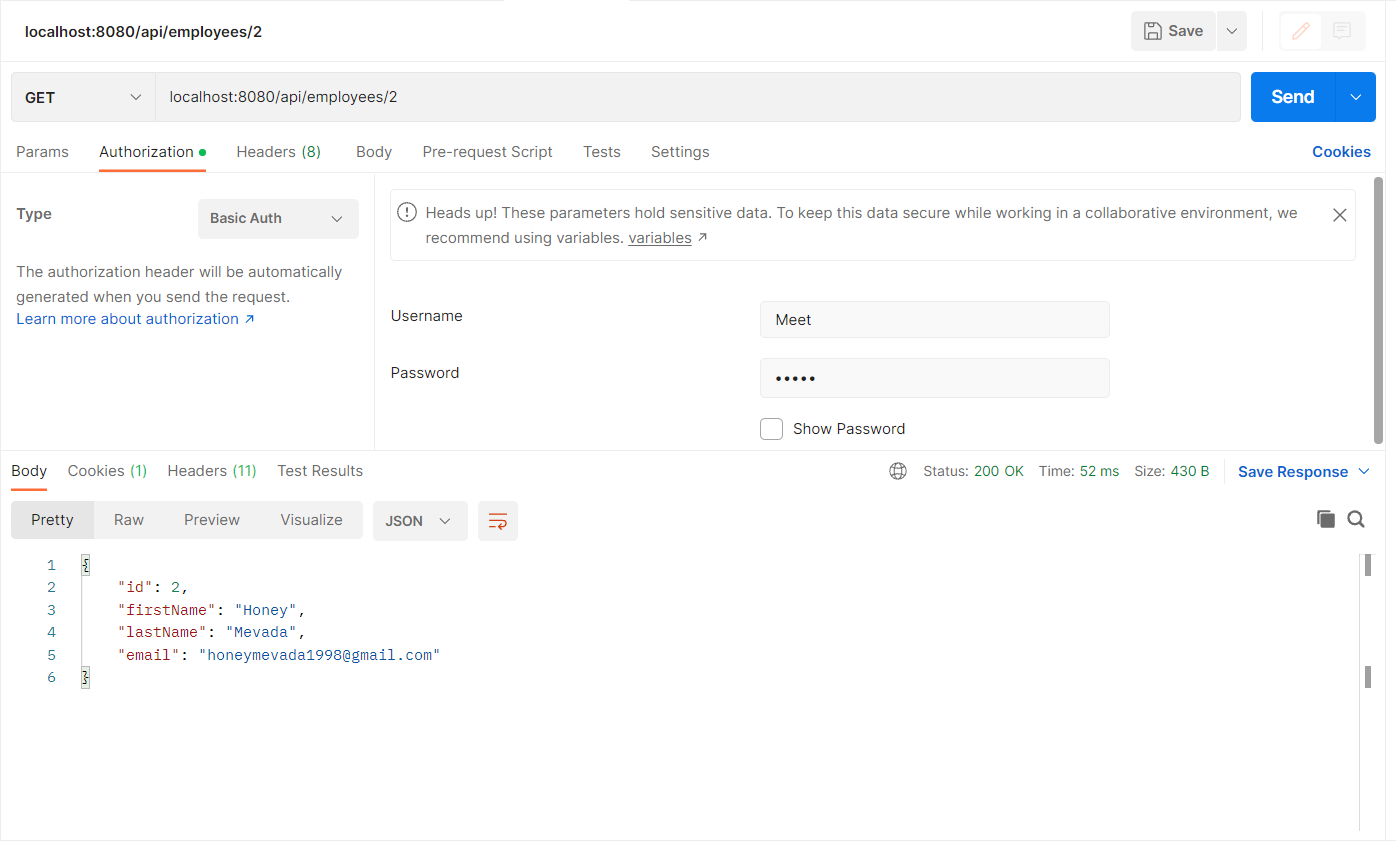 localhost:8080/api/employees/2
Save
GET
localhost:8080/api/employees/2
Send
Params Authorization Headers (8) Body Pre-request Script Tests Settings Cookies
Type
Basic Auth
The authorization header will be automatically
generated when you send the request.
Learn more about authorization ↗
Heads up! These parameters hold sensitive data. To keep this data secure while working in a collaborative environment, we
recommend using variables. variables ↗
Username
Meet
Password
•••••
Show Password
Body Cookies (1) Headers (11) Test Results Status: 200 OK Time: 52 ms Size: 430 B Save Response
Pretty Raw Preview Visualize JSON
1 {
2 "id": 2,
3 "firstName": "Honey",
4 "lastName": "Mevada",
5 "email": "honeymevada1998@gmail.com"
6 }